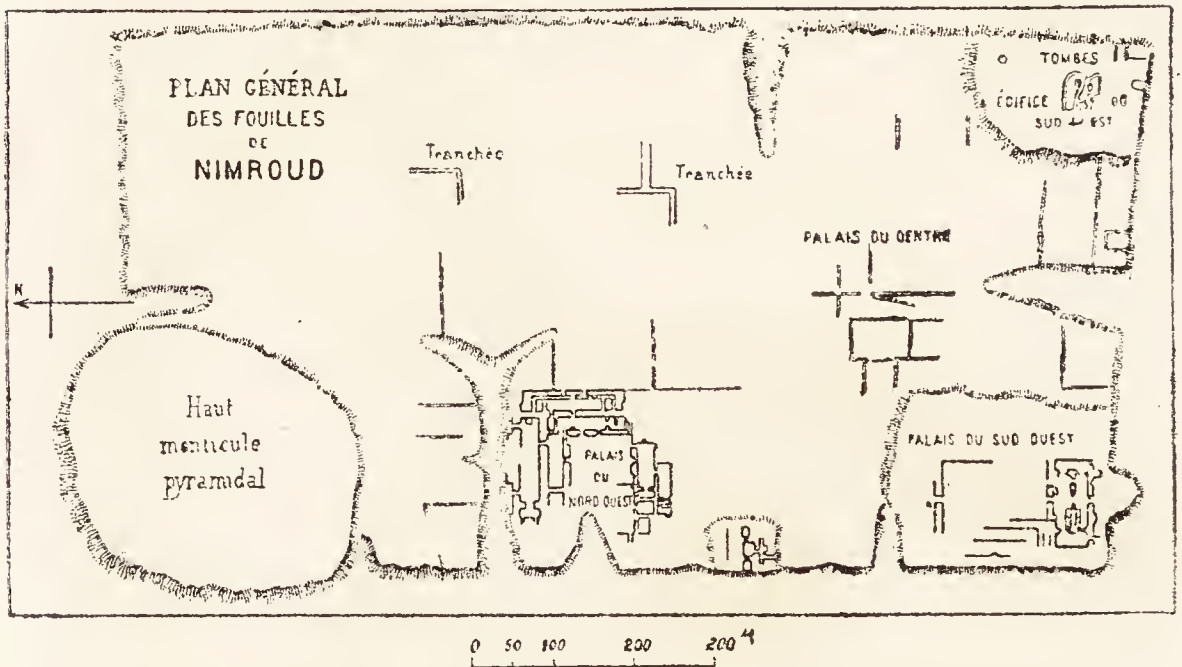 PLAN GÉNÉRAL
DES FOUILLES
DE
NIMROUD
Tranchée
Tranchée
TOMBES
ÉDIFICE
SUD EST
PALAIS DU CENTRE
N
Haut
monticule
pyramidal
PALAIS
DU
NORD OUEST
PALAIS DU SUD OUEST
0 50 100 200 200 M